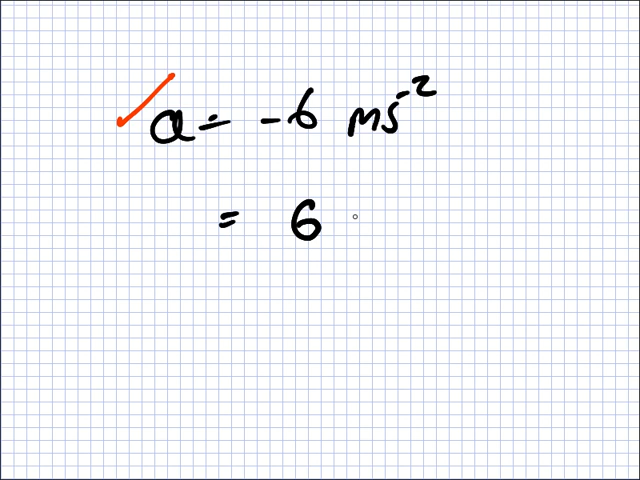 a = -6 ms⁻²
= 6